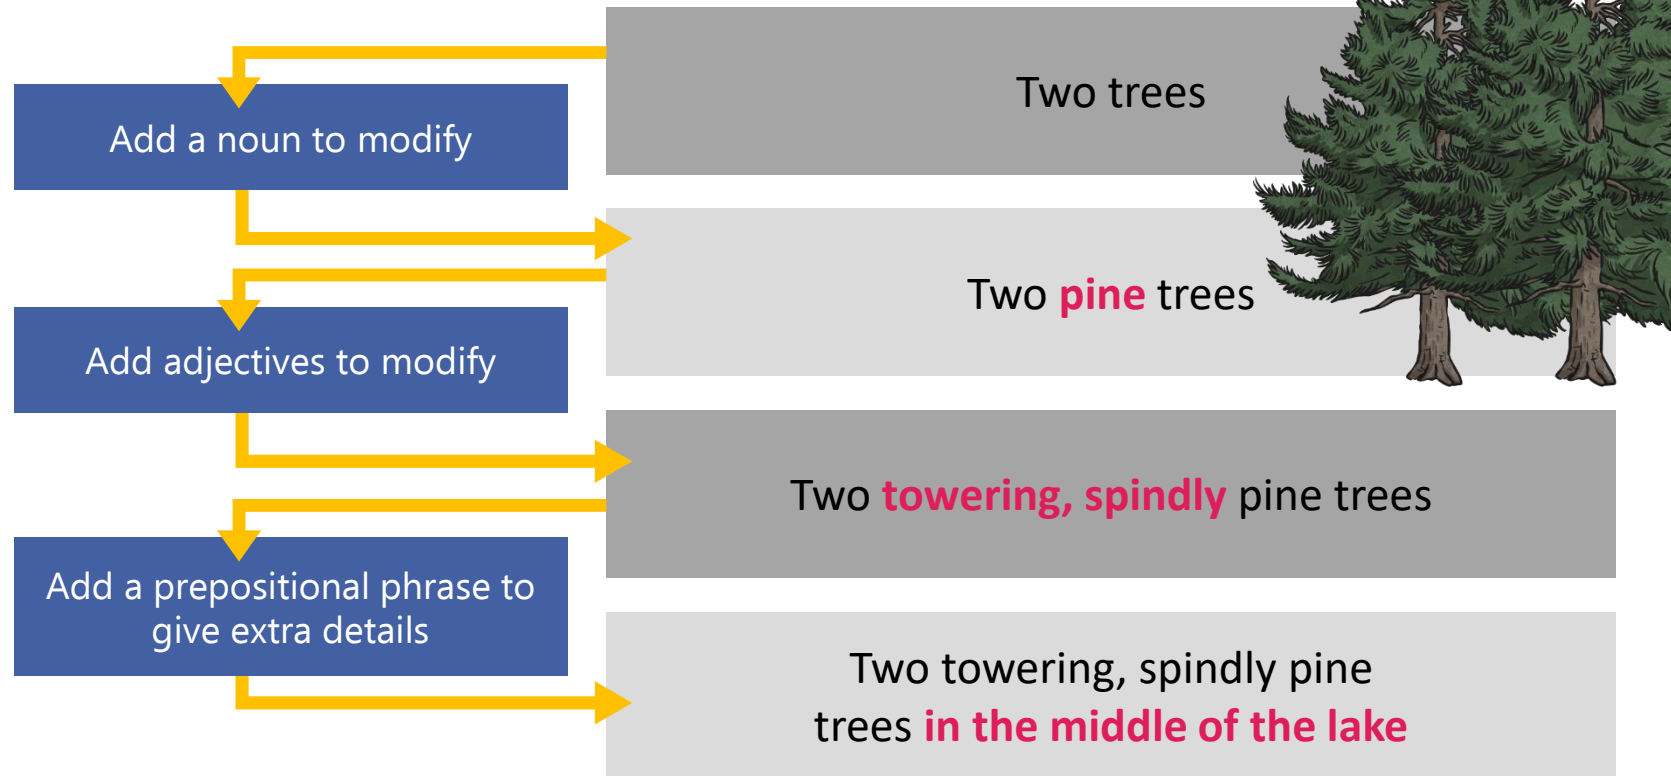 Two trees
Add a noun to modify
Two pine trees
Add adjectives to modify
Two towering, spindly pine trees
Add a prepositional phrase to
give extra details
Two towering, spindly pine
trees in the middle of the lake